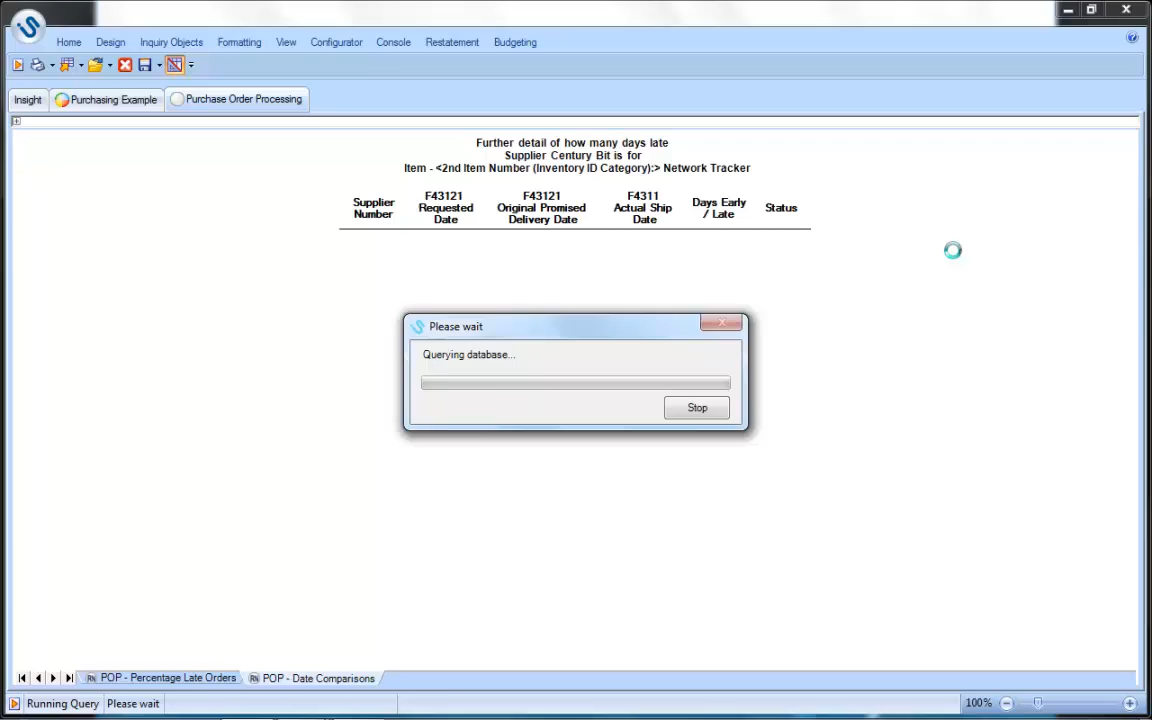 Home Design Inquiry Objects Formatting View Configurator Console Restatement Budgeting
Insight Purchasing Example Purchase Order Processing
Further detail of how many days late
Supplier Century Bit is for
Item - <2nd Item Number (Inventory ID Category):> Network Tracker
Supplier
Number
F43121
Requested
Date
F43121
Original Promised
Delivery Date
F4311
Actual Ship
Date
Days Early
/ Late
Status
Please wait
Querying database...
Stop
POP - Percentage Late Orders POP - Date Comparisons
Running Query Please wait 100%